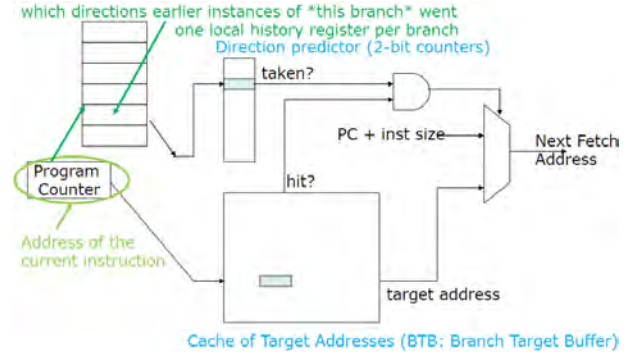 which directions earlier instances of *this branch* went
one local history register per branch
Direction predictor (2-bit counters)
taken?
PC + inst size
Next Fetch
Address
Program
Counter
hit?
Address of the
current instruction
target address
Cache of Target Addresses (BTB: Branch Target Buffer)